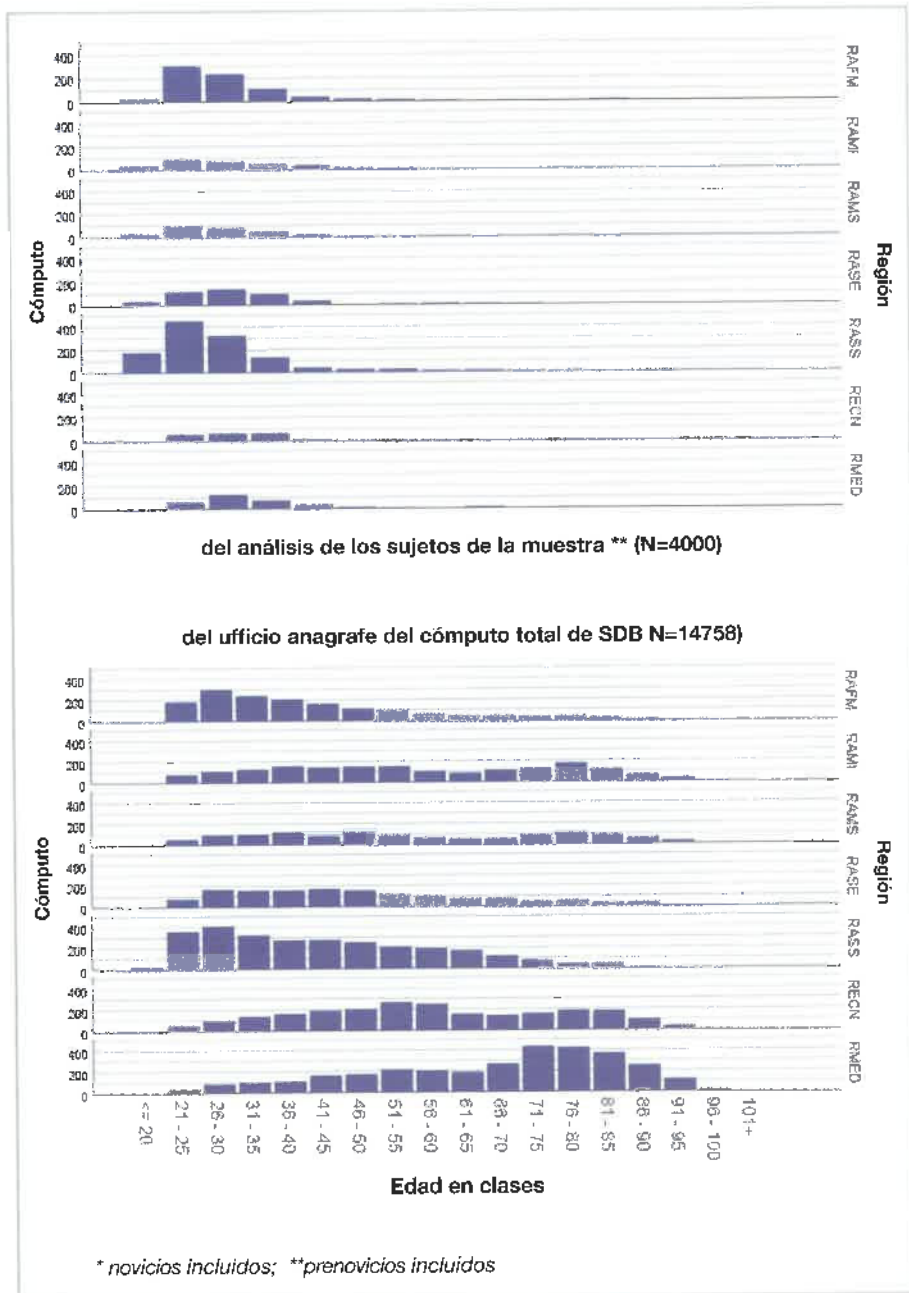 400
200
0
RAFM
400
200
0
RAMI
400
200
0
RAMS
400
200
0
RASE
400
200
0
RASS
400
200
0
RECN
400
200
0
RMED
Cómputo
Región
del análisis de los sujetos de la muestra ** (N=4000)
del ufficio anagrafe del cómputo total de SDB N=14758)
400
200
0
RAFM
400
200
0
RAMI
400
200
0
RAMS
400
200
0
RASE
400
200
0
RASS
400
200
0
RECN
400
200
0
RMED
Cómputo
Región
<= 20
21 - 25
26 - 30
31 - 35
36 - 40
41 - 45
46 - 50
51 - 55
56 - 60
61 - 65
66 - 70
71 - 75
76 - 80
81 - 85
86 - 90
91 - 95
96 - 100
101+
Edad en clases
* novicios incluidos; **prenovicios incluidos